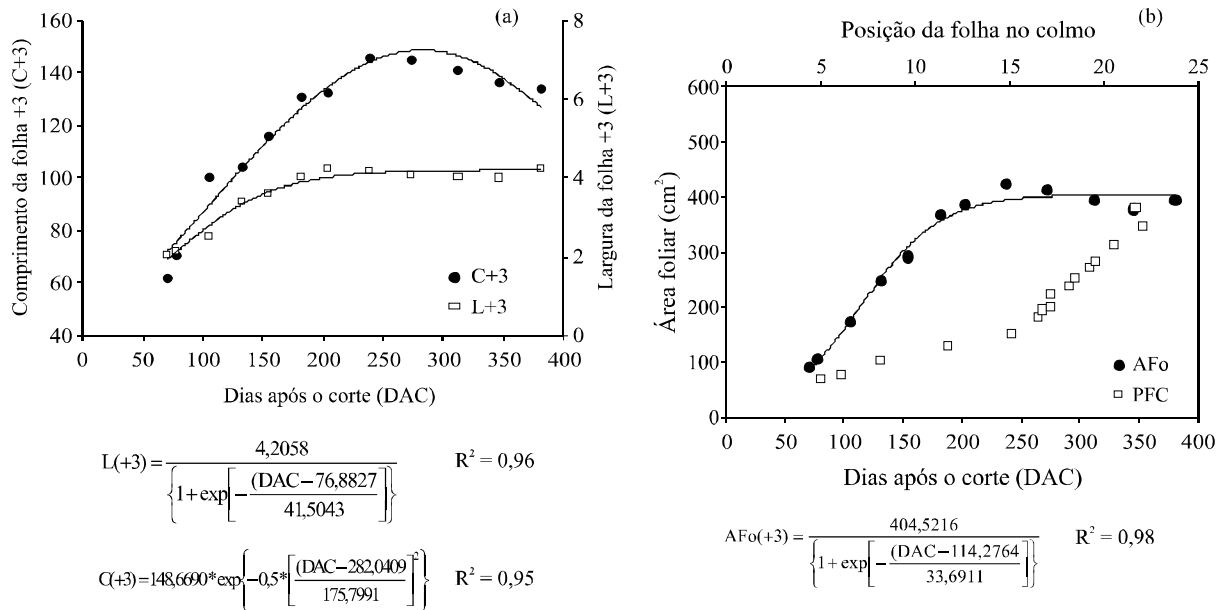 (a)
160
140
120
100
80
60
40
Comprimento da folha +3 (C+3)
8
6
4
2
0
Largura da folha +3 (L+3)
C+3
L+3
0 50 100 150 200 250 300 350 400
Dias após o corte (DAC)
L(+3) = 4,2058 / {1+exp[-(DAC-76,8827 / 41,5043]} R² = 0,96
C(+3)=148,6690*exp{-0,5*[(DAC-282,0409 / 175,7991]²} R² = 0,95
(b)
Posição da folha no colmo
0 5 10 15 20 25
600
500
400
300
200
100
0
Área foliar (cm²)
AFo
PFC
0 50 100 150 200 250 300 350 400
Dias após o corte (DAC)
AFo(+3) = 404,5216 / {1+exp[-(DAC-114,2764 / 33,6911]} R² = 0,98